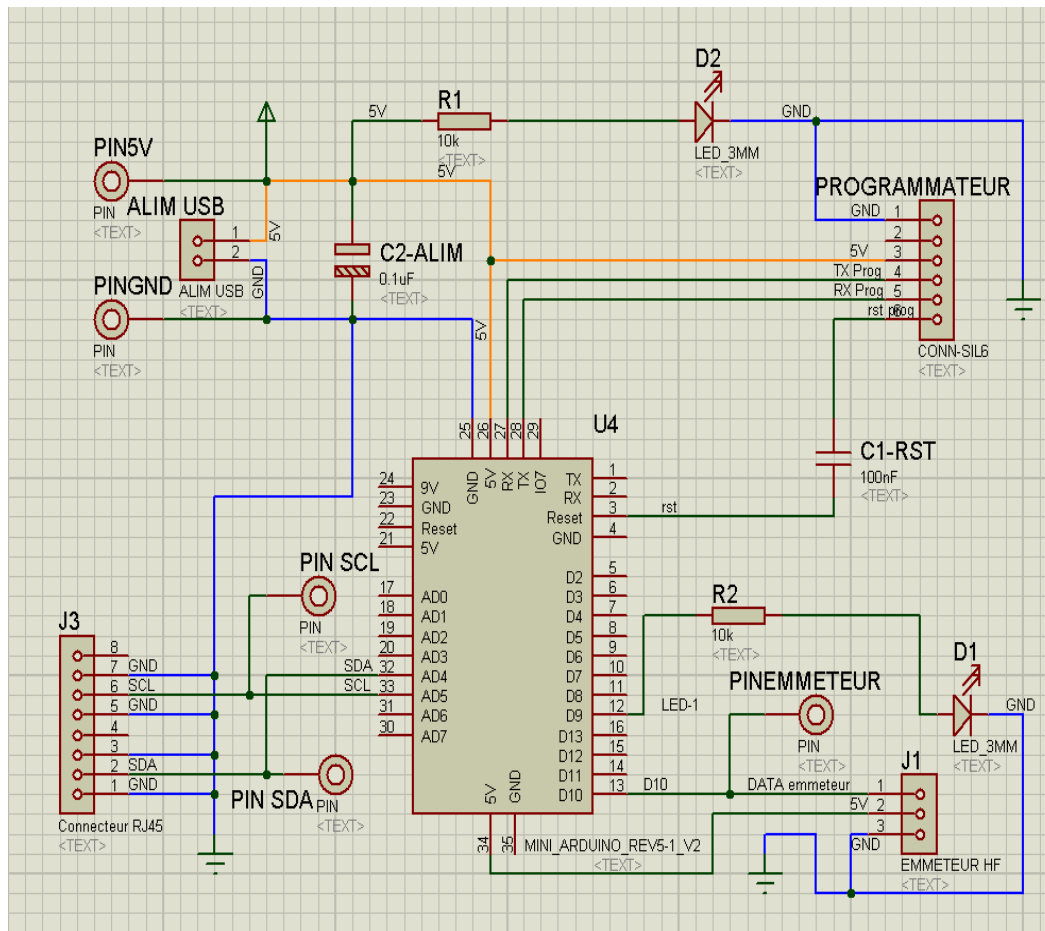 D2
5V
R1
10k
<TEXT>
GND
LED_3MM
<TEXT>
PIN5V
PIN
<TEXT>
5V
ALIM USB
1
2
5V
GND
ALIM USB
<TEXT>
C2-ALIM
0.1uF
<TEXT>
PROGRAMMATEUR
GND 1
2
5V 3
TX Prog 4
RX Prog 5
rst prog 6
CONN-SIL6
<TEXT>
PINGND
PIN
<TEXT>
5V
U4
25 26 27 28 29
GND 5V RX TX IO7
24 9V
23 GND
22 Reset
21 5V
17 AD0
18 AD1
19 AD2
20 AD3
SDA 32 AD4
SCL 33 AD5
31 AD6
30 AD7
TX 1
RX 2
Reset 3
GND 4
D2 5
D3 6
D4 7
D5 8
D6 9
D7 10
D8 11
D9 12
D13 16
D12 15
D11 14
D10 13
5V GND
34 35
MINI_ARDUINO_REV5-1_V2
<TEXT>
rst
C1-RST
100nF
<TEXT>
PIN SCL
PIN
<TEXT>
R2
10k
<TEXT>
LED-1
D1
GND
LED_3MM
<TEXT>
PINEMMETEUR
PIN
<TEXT>
J3
8
7 GND
6 SCL
5 GND
4
3
2 SDA
1 GND
Connecteur RJ45
<TEXT>
PIN SDA
PIN
<TEXT>
D10
J1
DATA emmeteur 1
5V 2
3
GND
EMMETEUR HF
<TEXT>